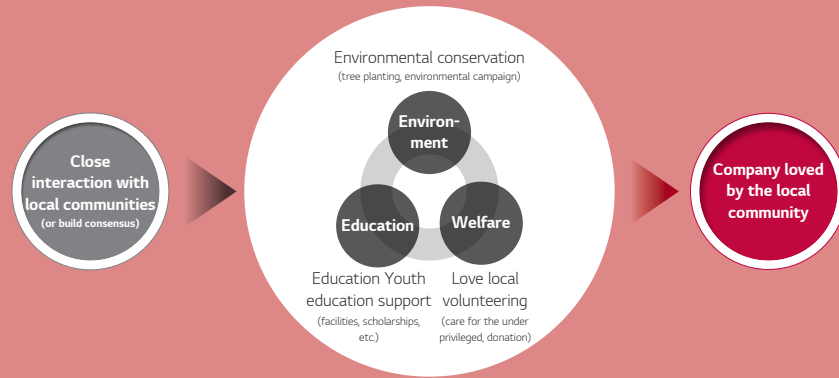 Close
interaction with
local communities
(or build consensus)
Environmental conservation
(tree planting, environmental campaign)
Environ-
ment
Education
Welfare
Education Youth
education support
(facilities, scholarships,
etc.)
Love local
volunteering
(care for the under
privileged, donation)
Company loved
by the local
community